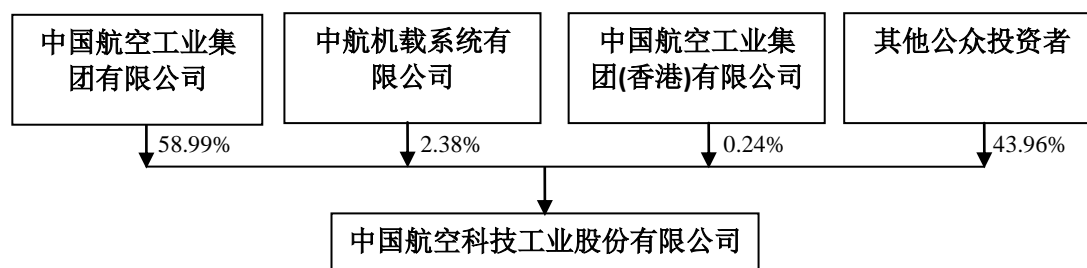 中国航空工业集
团有限公司
中航机载系统有
限公司
中国航空工业集
团(香港)有限公司
其他公众投资者
58.99%
2.38%
0.24%
43.96%
中国航空科技工业股份有限公司